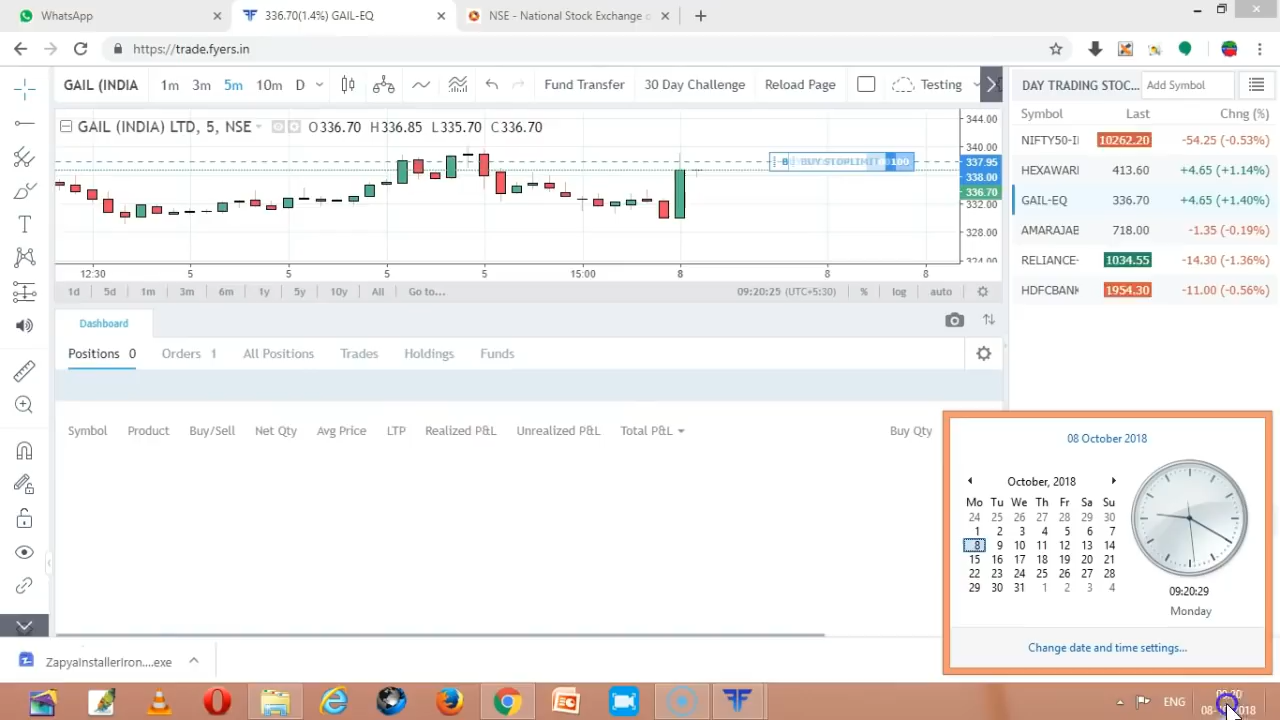 WhatsApp
336.70(1.4%) GAIL-EQ
NSE - National Stock Exchange
https://trade.fyers.in
GAIL (INDIA 1m 3m 5m 10m D Fund Transfer 30 Day Challenge Reload Page Testing
DAY TRADING STOC... Add Symbol
GAIL (INDIA) LTD, 5, NSE O336.70 H336.85 L335.70 C336.70
BUY STOPLIMIT 100
344.00
340.00
337.95
338.00
336.70
332.00
328.00
324.00
12:30 5 5 5 5 15:00 8 8 8
1d 5d 1m 3m 6m 1y 5y 10y All Go to... 09:20:25 (UTC+5:30) % log auto
Symbol Last Chng (%)
NIFTY50-I 10262.20 -54.25 (-0.53%)
HEXAWAR 413.60 +4.65 (+1.14%)
GAIL-EQ 336.70 +4.65 (+1.40%)
AMARAJAB 718.00 -1.35 (-0.19%)
RELIANCE- 1034.55 -14.30 (-1.36%)
HDFCBANK 1954.30 -11.00 (-0.56%)
Dashboard
Positions 0 Orders 1 All Positions Trades Holdings Funds
Symbol Product Buy/Sell Net Qty Avg Price LTP Realized P&L Unrealized P&L Total P&L Buy Qty
08 October 2018
October, 2018
Mo Tu We Th Fr Sa Su
24 25 26 27 28 29 30
1 2 3 4 5 6 7
8 9 10 11 12 13 14
15 16 17 18 19 20 21
22 23 24 25 26 27 28
29 30 31 1 2 3 4
09:20:29
Monday
Change date and time settings...
ZapyaInstallerIron....exe
ENG
08-
2018